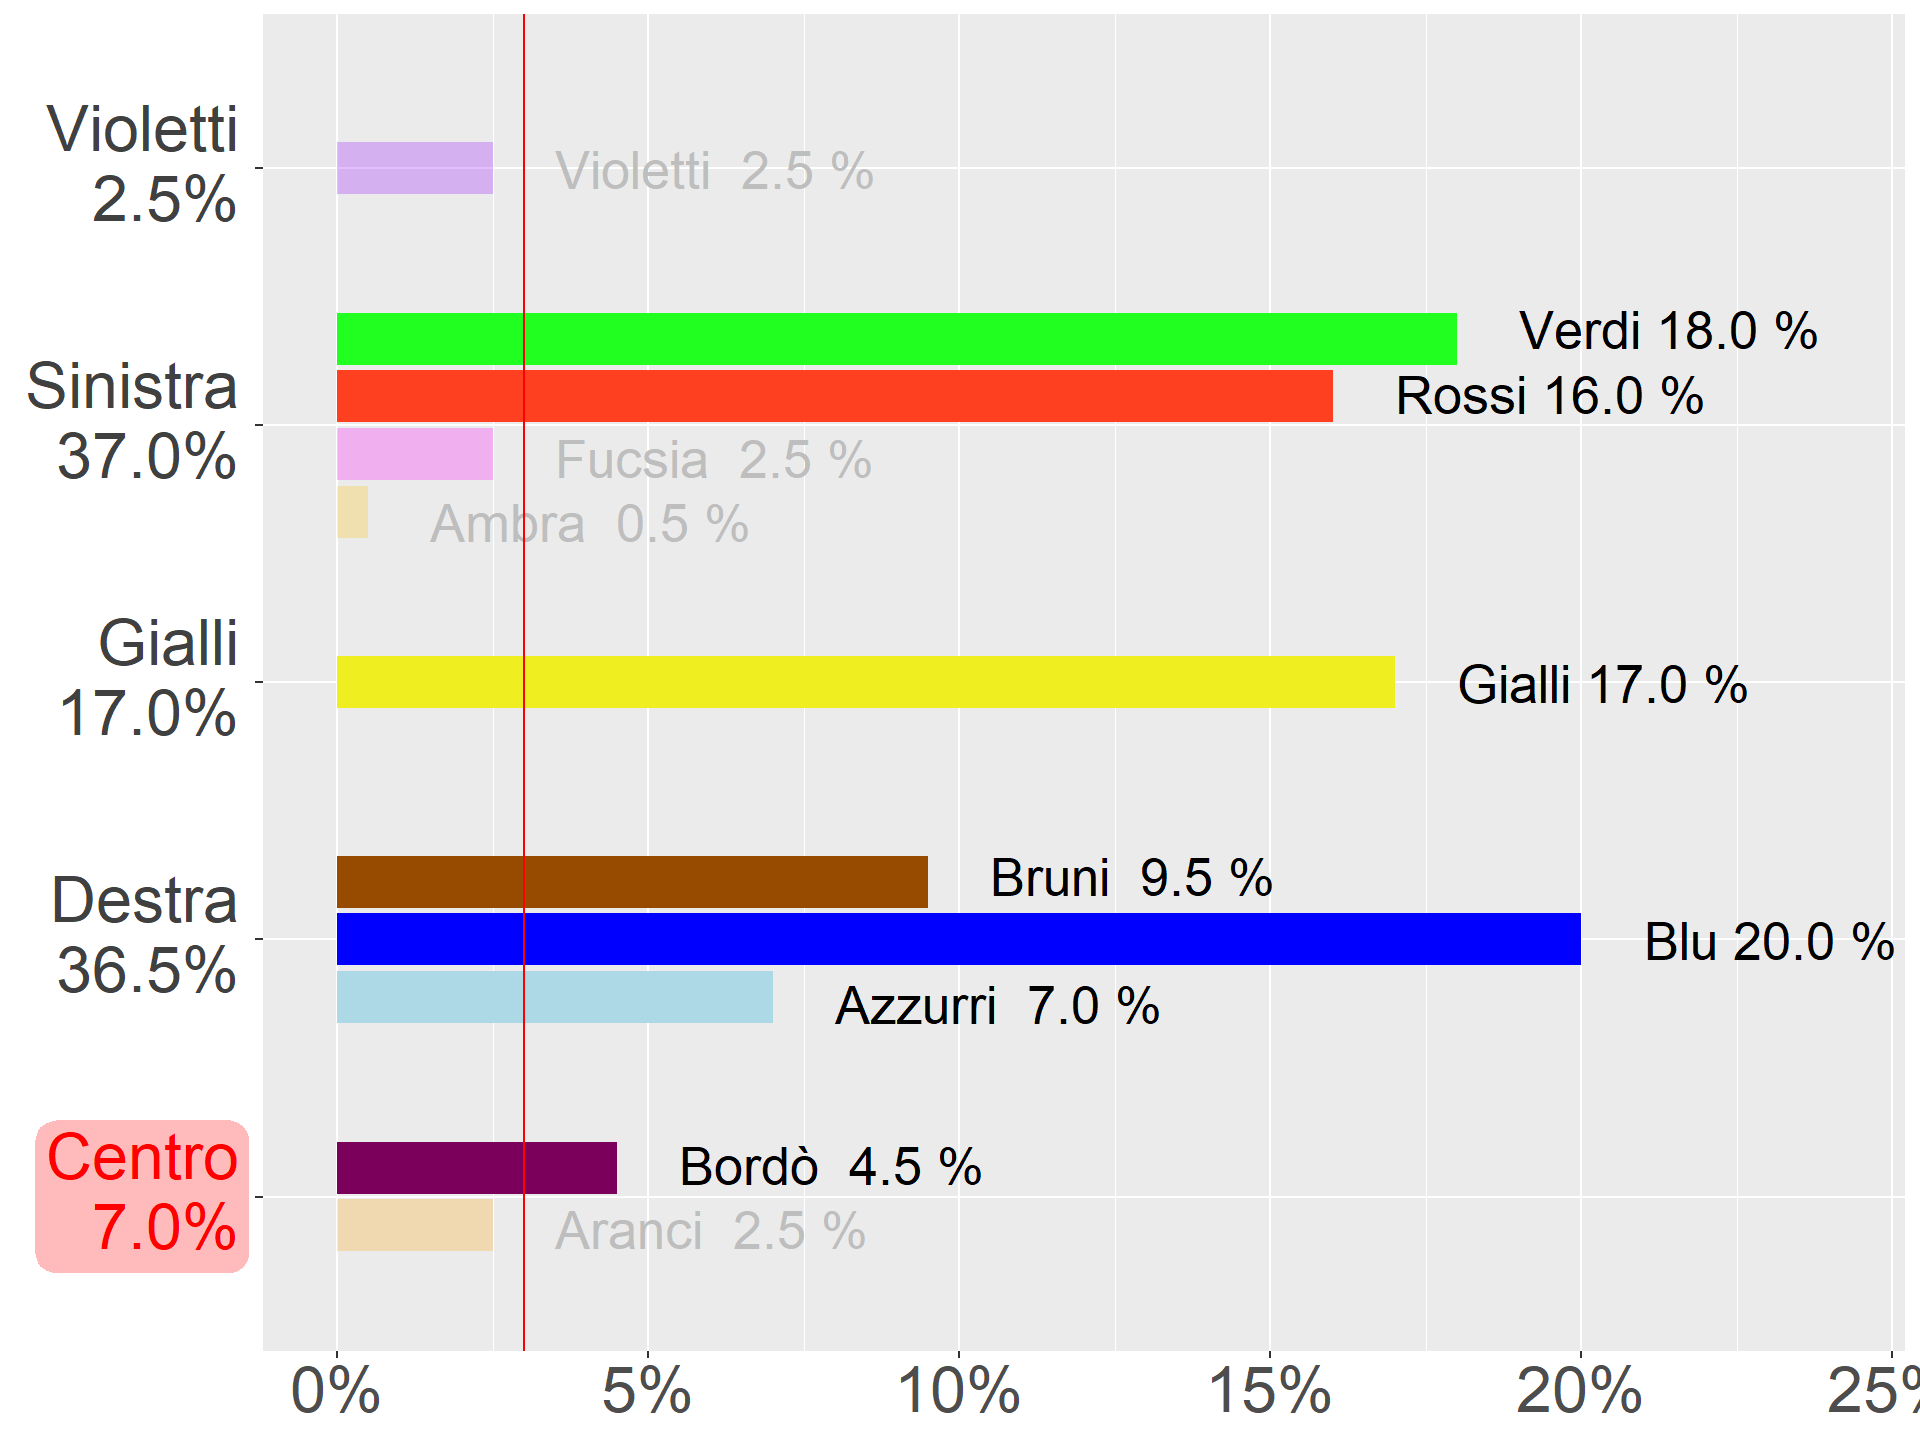 Violetti
2.5%
Violetti 2.5 %
Sinistra
37.0%
Verdi 18.0 %
Rossi 16.0 %
Fucsia 2.5 %
Ambra 0.5 %
Gialli
17.0%
Gialli 17.0 %
Destra
36.5%
Bruni 9.5 %
Blu 20.0 %
Azzurri 7.0 %
Centro
7.0%
Bordò 4.5 %
Aranci 2.5 %
0% 5% 10% 15% 20% 25%